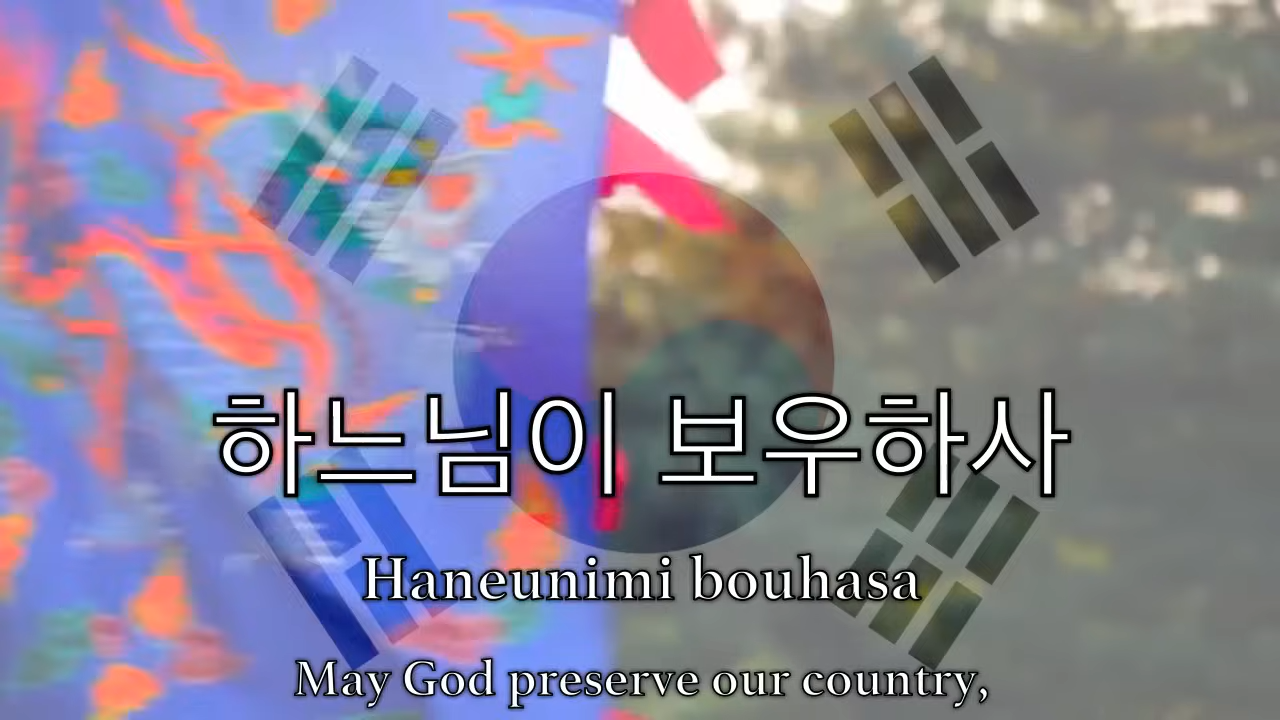 하느님이 보우하사
Haneunimi bouhasa
May God preserve our country,